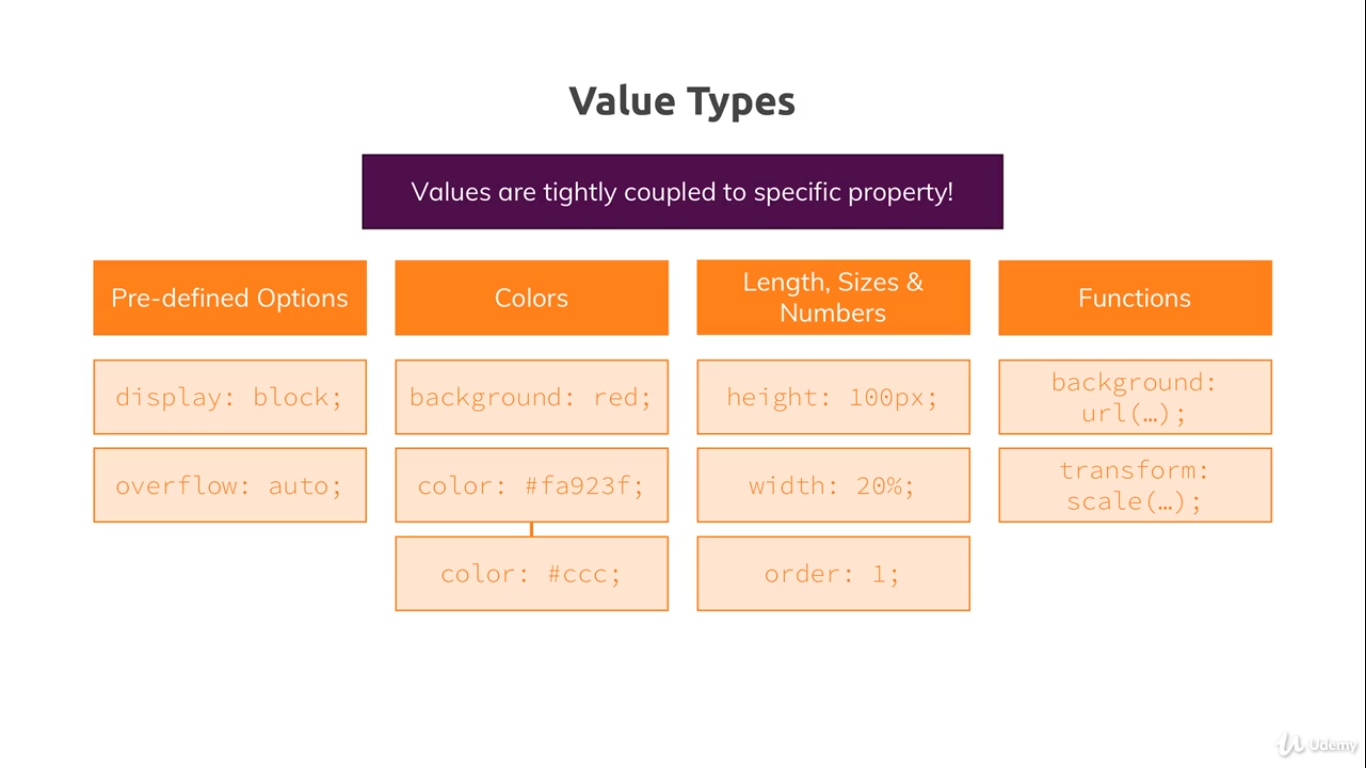 Value Types
Values are tightly coupled to specific property!
Pre-defined Options
display: block;
overflow: auto;
Colors
background: red;
color: #fa923f;
color: #ccc;
Length, Sizes &
Numbers
height: 100px;
width: 20%;
order: 1;
Functions
background:
url(…);
transform:
scale(…);
Udemy